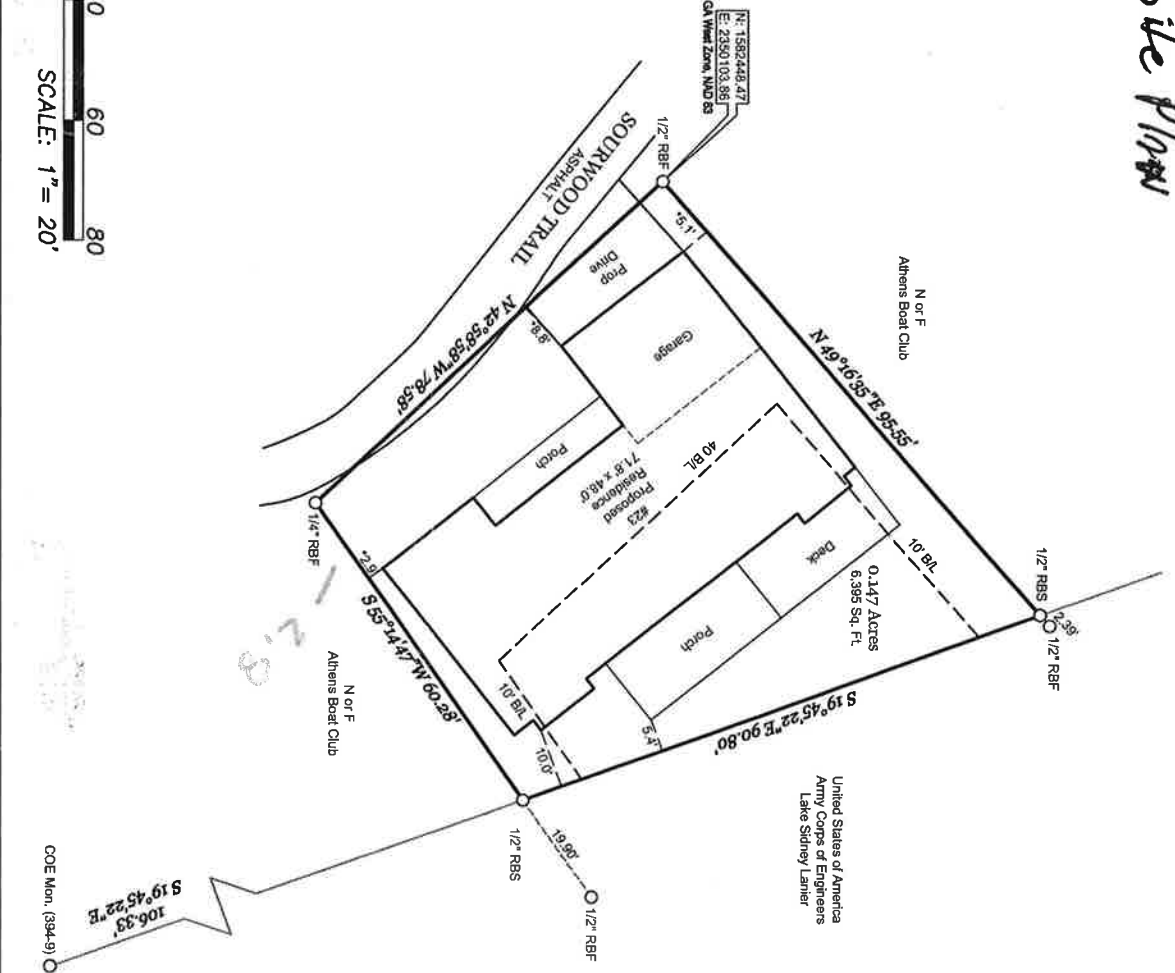 site Plan
N: 1582448.47
E: 2350103.86
GA West Zone, NAD 83
1/2" RBF
SOURWOOD TRAIL
ASPHALT
N or F
Athens Boat Club
N 49°16'35"E 95.55'
*5.1'
Prop
Drive
Garage
*8.8'
N 42°58'58"W 78.58'
Porch
40 B/L
#23
Proposed
Residence
71.8' x 48.0'
10' B/L
Deck
0.147 Acres
6,395 Sq. Ft.
Porch
1/2" RBS
2.39'
1/2" RBF
1/4" RBF
*2.9'
S 55°14'47"W 60.28'
N or F
Athens Boat Club
10' B/L
10.0'
5.4'
S 19°45'22"E 90.80'
United States of America
Army Corps of Engineers
Lake Sidney Lanier
1/2" RBS
19.90'
1/2" RBF
S 19°45'22"E
106.33'
COE Mon. (394-9)
0 60 80
SCALE: 1"= 20'